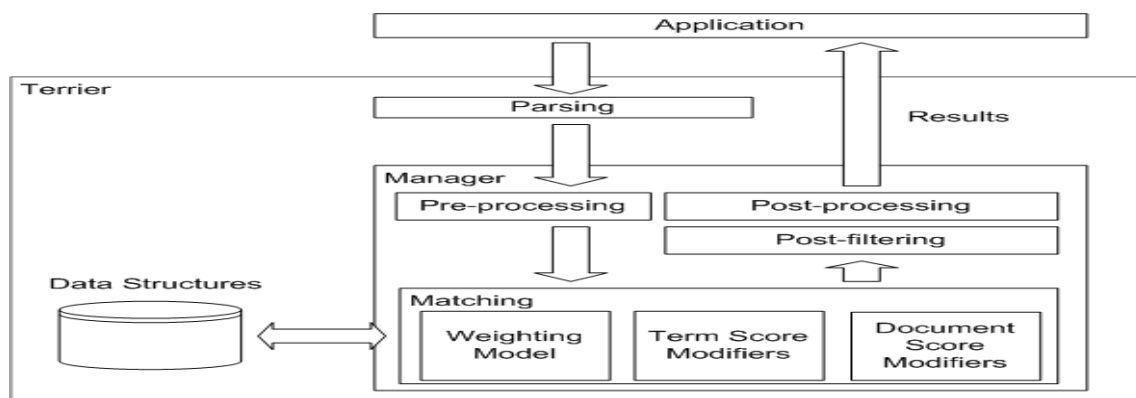 Application
Terrier
Parsing
Results
Manager
Pre-processing
Post-processing
Post-filtering
Data Structures
Matching
Weighting
Model
Term Score
Modifiers
Document
Score
Modifiers